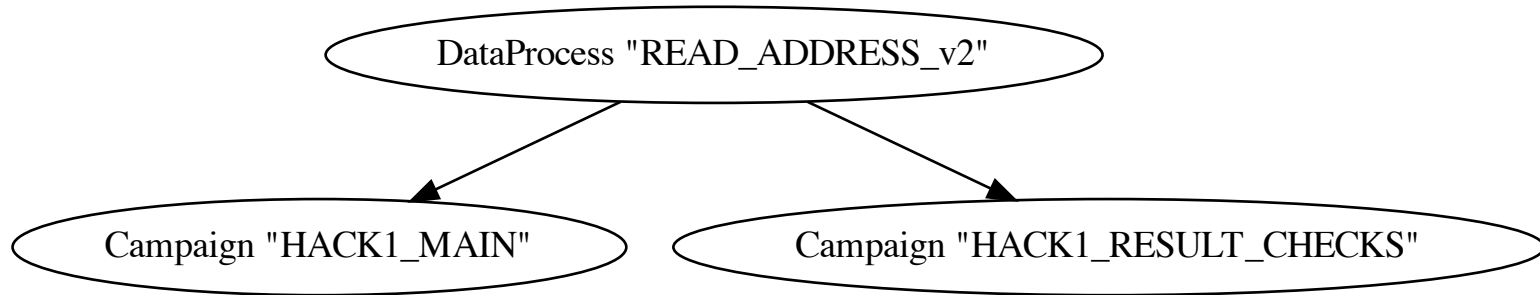 DataProcess "READ_ADDRESS_v2"
Campaign "HACK1_MAIN"
Campaign "HACK1_RESULT_CHECKS"